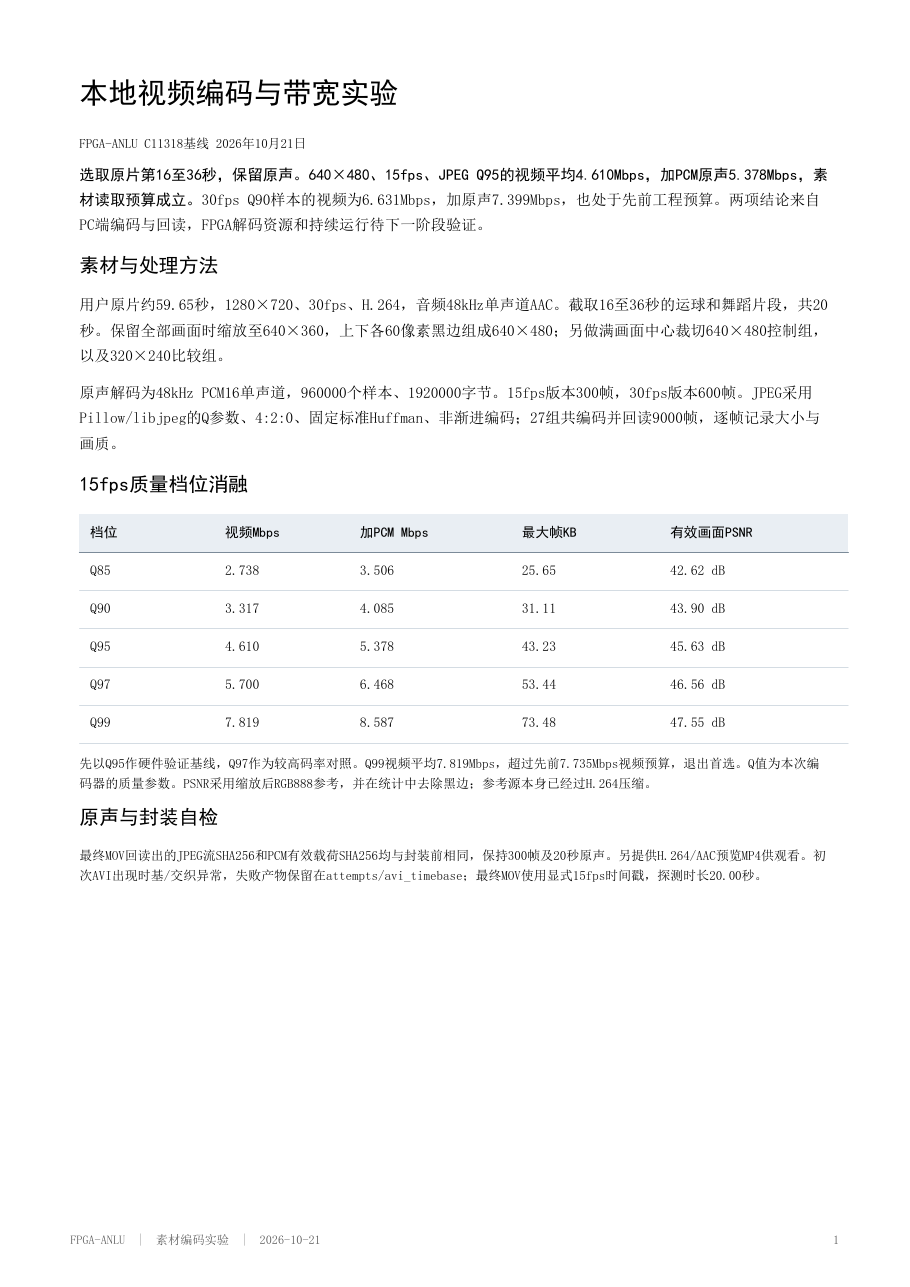 本地视频编码与带宽实验
FPGA-ANLU C11318基线 2026年10月21日
选取原片第16至36秒，保留原声。640×480、15fps、JPEG Q95的视频平均4.610Mbps，加PCM原声5.378Mbps，素
材读取预算成立。30fps Q90样本的视频为6.631Mbps，加原声7.399Mbps，也处于先前工程预算。两项结论来自
PC端编码与回读，FPGA解码资源和持续运行待下一阶段验证。
素材与处理方法
用户原片约59.65秒，1280×720、30fps、H.264，音频48kHz单声道AAC。截取16至36秒的运球和舞蹈片段，共20
秒。保留全部画面时缩放至640×360，上下各60像素黑边组成640×480；另做满画面中心裁切640×480控制组，
以及320×240比较组。
原声解码为48kHz PCM16单声道，960000个样本、1920000字节。15fps版本300帧，30fps版本600帧。JPEG采用
Pillow/libjpeg的Q参数、4:2:0、固定标准Huffman、非渐进编码；27组共编码并回读9000帧，逐帧记录大小与
画质。
15fps质量档位消融
档位 视频Mbps 加PCM Mbps 最大帧KB 有效画面PSNR
Q85 2.738 3.506 25.65 42.62 dB
Q90 3.317 4.085 31.11 43.90 dB
Q95 4.610 5.378 43.23 45.63 dB
Q97 5.700 6.468 53.44 46.56 dB
Q99 7.819 8.587 73.48 47.55 dB
先以Q95作硬件验证基线，Q97作为较高码率对照。Q99视频平均7.819Mbps，超过先前7.735Mbps视频预算，退出首选。Q值为本次编
码器的质量参数。PSNR采用缩放后RGB888参考，并在统计中去除黑边；参考源本身已经过H.264压缩。
原声与封装自检
最终MOV回读出的JPEG流SHA256和PCM有效载荷SHA256均与封装前相同，保持300帧及20秒原声。另提供H.264/AAC预览MP4供观看。初
次AVI出现时基/交织异常，失败产物保留在attempts/avi_timebase；最终MOV使用显式15fps时间戳，探测时长20.00秒。
FPGA-ANLU | 素材编码实验 | 2026-10-21 1